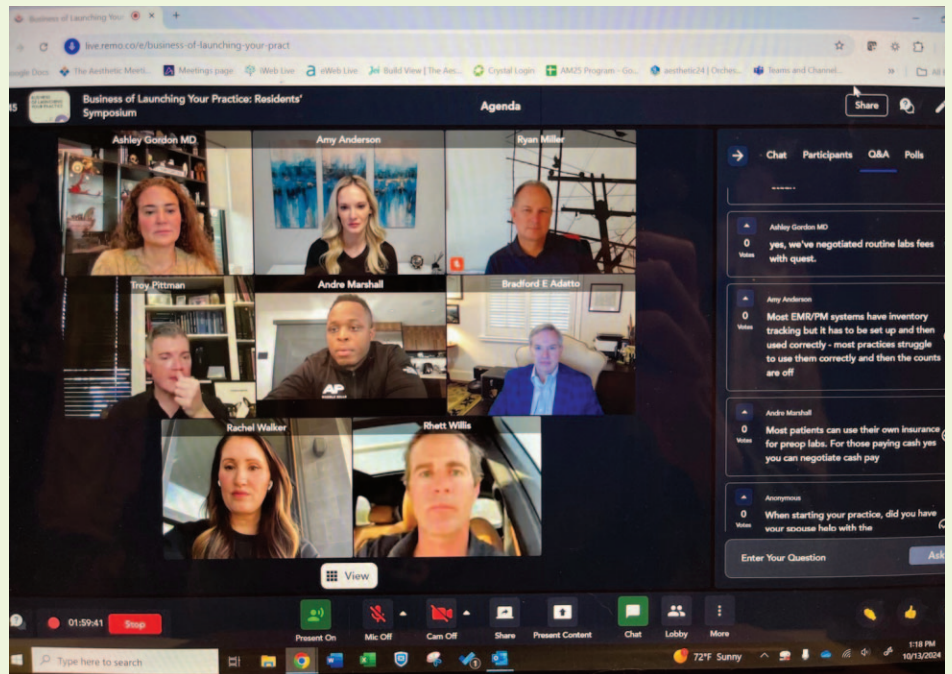 Business of Launching You
live.remo.co/e/business-of-launching-your-pract
oogle Docs
The Aesthetic Meeti...
Meetings page
iWeb Live
eWeb Live
Build View | The Aes...
Crystal Login
AM25 Program - Go...
aesthetic24 | Orches...
Teams and Channel...
»
All
Business of Launching Your Practice: Residents'
Symposium
Agenda
Share
Ashley Gordon MD
Amy Anderson
Ryan Miller
Troy Pittman
Andre Marshall
Bradford E Adatto
AP
Rachel Walker
Rhett Willis
View
Chat
Participants
Q&A
Polls
Ashley Gordon MD
0
Votes
yes, we've negotiated routine labs fees
with quest.
Amy Anderson
0
Votes
Most EMR/PM systems have inventory
tracking but it has to be set up and then
used correctly - most practices struggle
to use them correctly and then the counts
are off
Andre Marshall
0
Votes
Most patients can use their own insurance
for preop labs. For those paying cash yes
you can negotiate cash pay
Anonymous
0
Votes
When starting your practice, did you have
your spouse help with the
Enter Your Question
Ask
01:59:41
Stop
Present On
Mic Off
Cam Off
Share
Present Content
Chat
Lobby
More
Type here to search
72°F Sunny
1:18 PM
10/13/2024